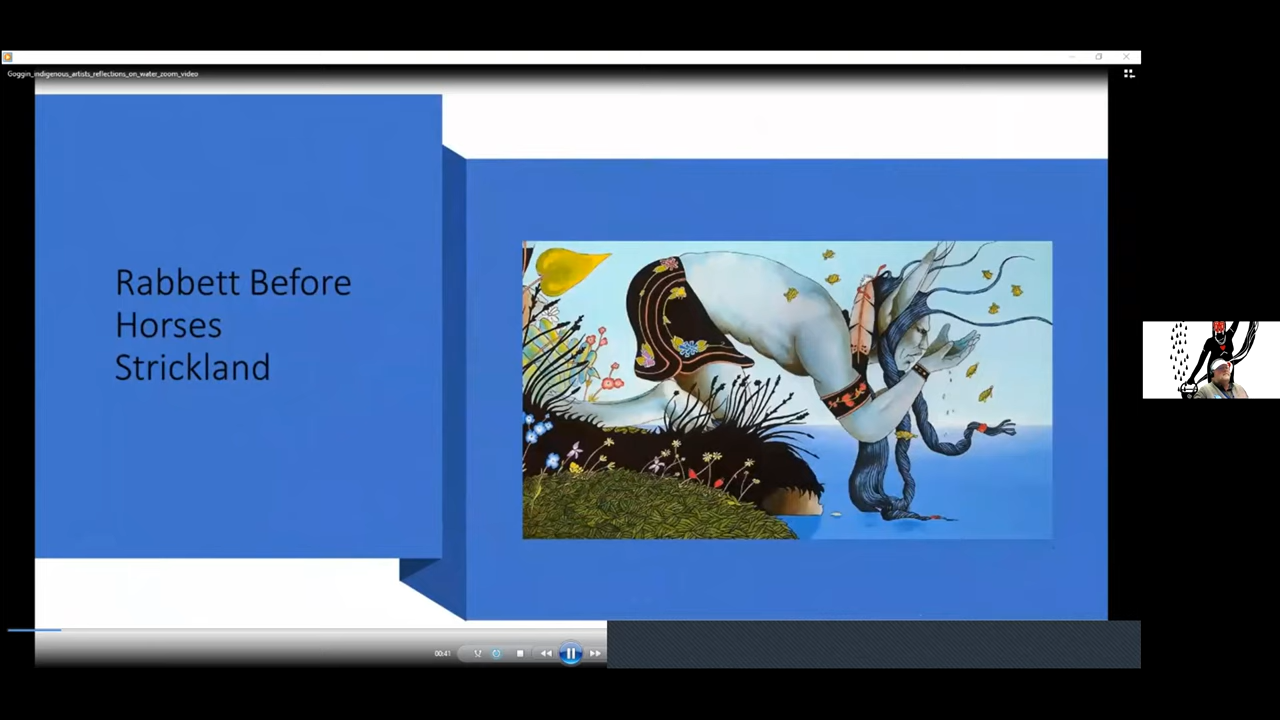 Goggin_indigenous_artists_reflections_on_water_zoom_video
Rabbett Before
Horses
Strickland
00:41